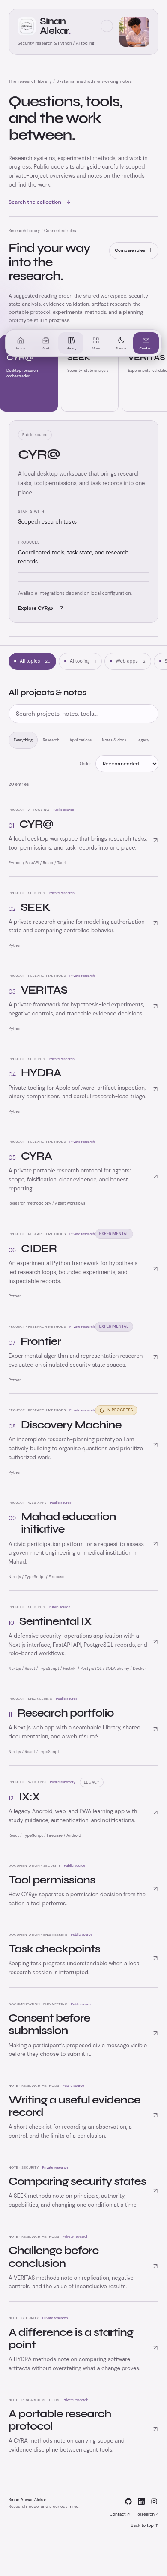 Sinan
Alekar.
Security research & Python / AI tooling
The research library / Systems, methods & working notes
Questions, tools,
and the work
between.
Research systems, experimental methods, and work in
progress. Public code sits alongside carefully scoped
private-project overviews and notes on the methods
behind the work.
Search the collection ↓
Research library / Connected roles
Find your way
into the
research.
Compare roles +
A suggested reading order: the shared workspace, security-
state analysis, evidence validation, artifact research, the
portable protocol, experimental methods, and a planning
prototype still in progress.
Home
Work
Library
More
Theme
Contact
CYR@
Desktop research
orchestration
SEEK
Security-state analysis
VERITAS
Experimental validation
Public source
CYR@
A local desktop workspace that brings research
tasks, tool permissions, and task records into one
place.
STARTS WITH
Scoped research tasks
PRODUCES
Coordinated tools, task state, and research
records
Available integrations depend on local configuration.
Explore CYR@ ↗
All topics 20
AI tooling 1
Web apps 3
All projects & notes
Search projects, notes, tools...
Everything
Research
Applications
Notes & docs
Legacy
Order: Recommended
20 entries
PROJECT · AI TOOLING Public source
01 CYR@
A local desktop workspace that brings research tasks,
tool permissions, and task records into one place.
Python / FastAPI / React / Tauri
PROJECT · SECURITY Private research
02 SEEK
A private research engine for modelling authorization
state and comparing controlled behavior.
Python
PROJECT · RESEARCH METHODS Private research
03 VERITAS
A private framework for hypothesis-led experiments,
negative controls, and traceable evidence decisions.
Python
PROJECT · SECURITY Private research
04 HYDRA
Private tooling for Apple software-artifact inspection,
binary comparisons, and careful research-lead triage.
Python
PROJECT · RESEARCH METHODS Private research
05 CYRA
A private portable research protocol for agents:
scope, falsification, clear evidence, and honest
reporting.
Research methodology / Agent workflows
PROJECT · RESEARCH METHODS Private research EXPERIMENTAL
06 CIDER
An experimental Python framework for hypothesis-
led research loops, bounded experiments, and
inspectable records.
Python
PROJECT · RESEARCH METHODS Private research EXPERIMENTAL
07 Frontier
Experimental algorithm and representation research
evaluated on simulated security state spaces.
Python
PROJECT · RESEARCH METHODS Private research IN PROGRESS
08 Discovery Machine
An incomplete research-planning prototype I am
actively building to organise questions and prioritize
authorized work.
Python
PROJECT · WEB APPS Public source
09 Mahad education
initiative
A civic participation platform for a request to assess
a government engineering or medical institution in
Mahad.
Next.js / TypeScript / Firebase
PROJECT · SECURITY Public source
10 Sentinental IX
A defensive security-operations application with a
Next.js interface, FastAPI API, PostgreSQL records, and
role-based workflows.
Next.js / React / TypeScript / FastAPI / PostgreSQL / SQLAlchemy / Docker
PROJECT · ENGINEERING Public source
11 Research portfolio
A Next.js web app with a searchable Library, shared
documentation, and a web résumé.
Next.js / React / TypeScript
PROJECT · WEB APPS Public summary LEGACY
12 IX:X
A legacy Android, web, and PWA learning app with
study guidance, authentication, and notifications.
React / TypeScript / Firebase / Android
DOCUMENTATION · SECURITY Public source
Tool permissions
How CYR@ separates a permission decision from the
action a tool performs.
DOCUMENTATION · ENGINEERING Public source
Task checkpoints
Keeping task progress understandable when a local
research session is interrupted.
DOCUMENTATION · ENGINEERING Public source
Consent before
submission
Making a participant's proposed civic message visible
before they choose to submit it.
NOTE · RESEARCH METHODS Public source
Writing a useful evidence
record
A short checklist for recording an observation, a
control, and the limits of a conclusion.
NOTE · SECURITY Private research
Comparing security states
A SEEK methods note on principals, authority,
capabilities, and changing one condition at a time.
NOTE · RESEARCH METHODS Private research
Challenge before
conclusion
A VERITAS methods note on replication, negative
controls, and the value of inconclusive results.
NOTE · SECURITY Private research
A difference is a starting
point
A HYDRA methods note on comparing software
artifacts without overstating what a change proves.
NOTE · RESEARCH METHODS Private research
A portable research
protocol
A CYRA methods note on carrying scope and
evidence discipline between agent tools.
Sinan Anwar Alekar
Research, code, and a curious mind.
Contact ↗ Research ↗
Back to top ↑